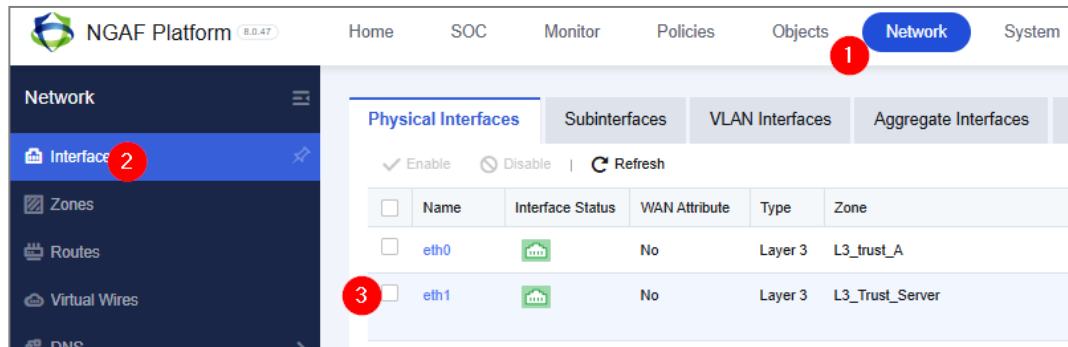 NGAF Platform 8.0.47 Home SOC Monitor Policies Objects Network System
1
Network
Physical Interfaces Subinterfaces VLAN Interfaces Aggregate Interfaces
Interface 2
Enable Disable | Refresh
Zones
Name Interface Status WAN Attribute Type Zone
Routes
eth0 No Layer 3 L3_trust_A
Virtual Wires
3 eth1 No Layer 3 L3_Trust_Server
DNS